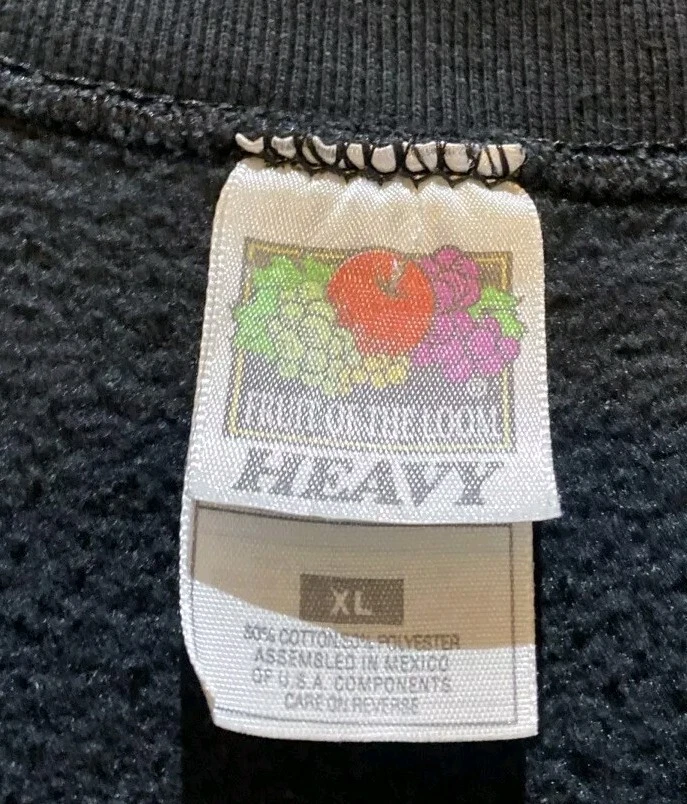 ®
FRUIT OF THE LOOM
HEAVY
XL
50% COTTON 50% POLYESTER
ASSEMBLED IN MEXICO
OF U.S.A. COMPONENTS
CARE ON REVERSE